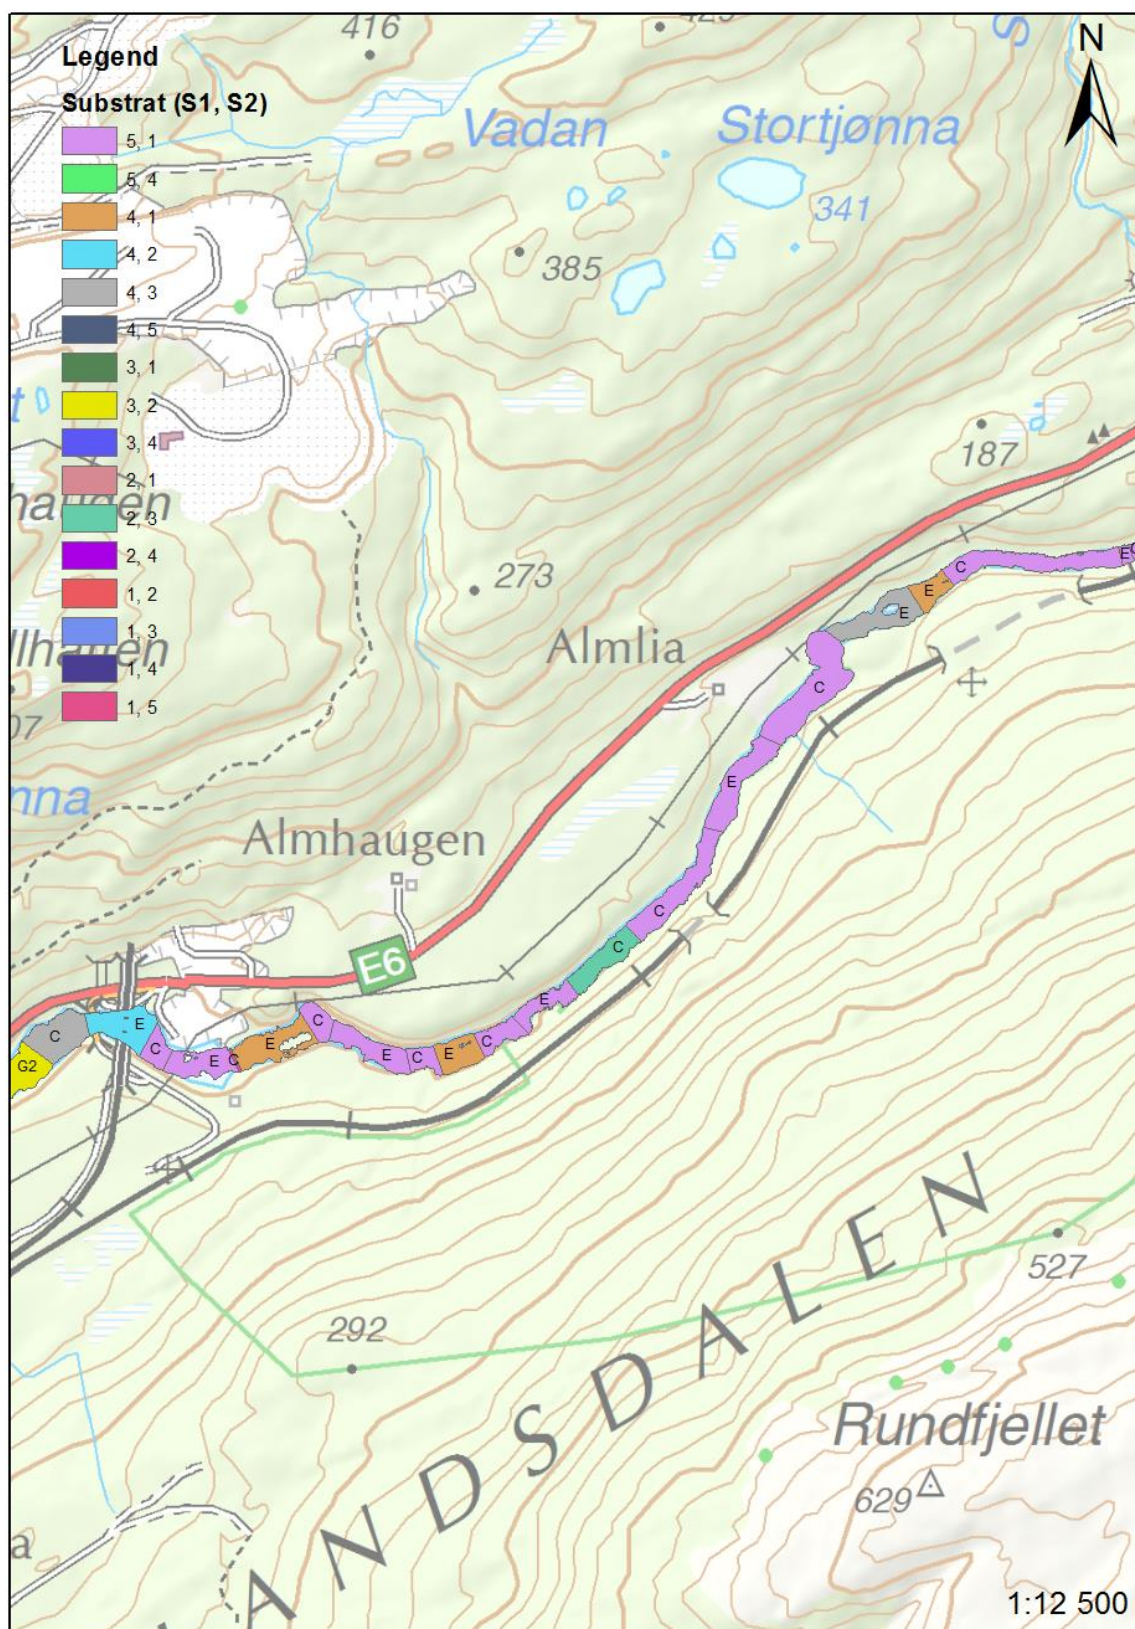 Legend
Substrat (S1, S2)
5, 1
5, 4
4, 1
4, 2
4, 3
4, 5
3, 1
3, 2
3, 4
2, 1
2, 3
2, 4
1, 2
1, 3
1, 4
1, 5
N
416
Vadan
Stortjønna
341
385
187
273
Almlia
Almhaugen
E6
nna
E
C
E
E
C
E
C
C
E
C
E
C
E
C
E
C
E
C
E
C
G2
292
527
ANDSDALEN
Rundfjellet
629
a
1:12 500